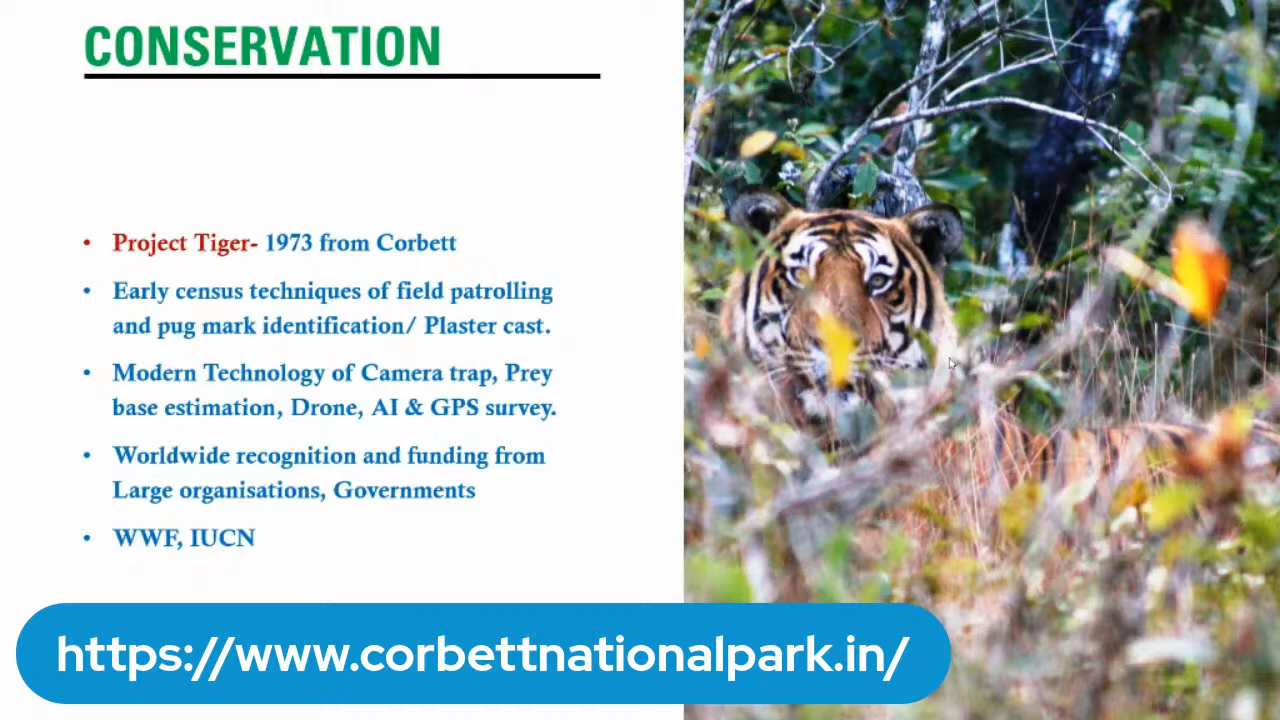 CONSERVATION
• Project Tiger- 1973 from Corbett
• Early census techniques of field patrolling
and pug mark identification/ Plaster cast.
• Modern Technology of Camera trap, Prey
base estimation, Drone, AI & GPS survey.
• Worldwide recognition and funding from
Large organisations, Governments
• WWF, IUCN
https://www.corbettnationalpark.in/